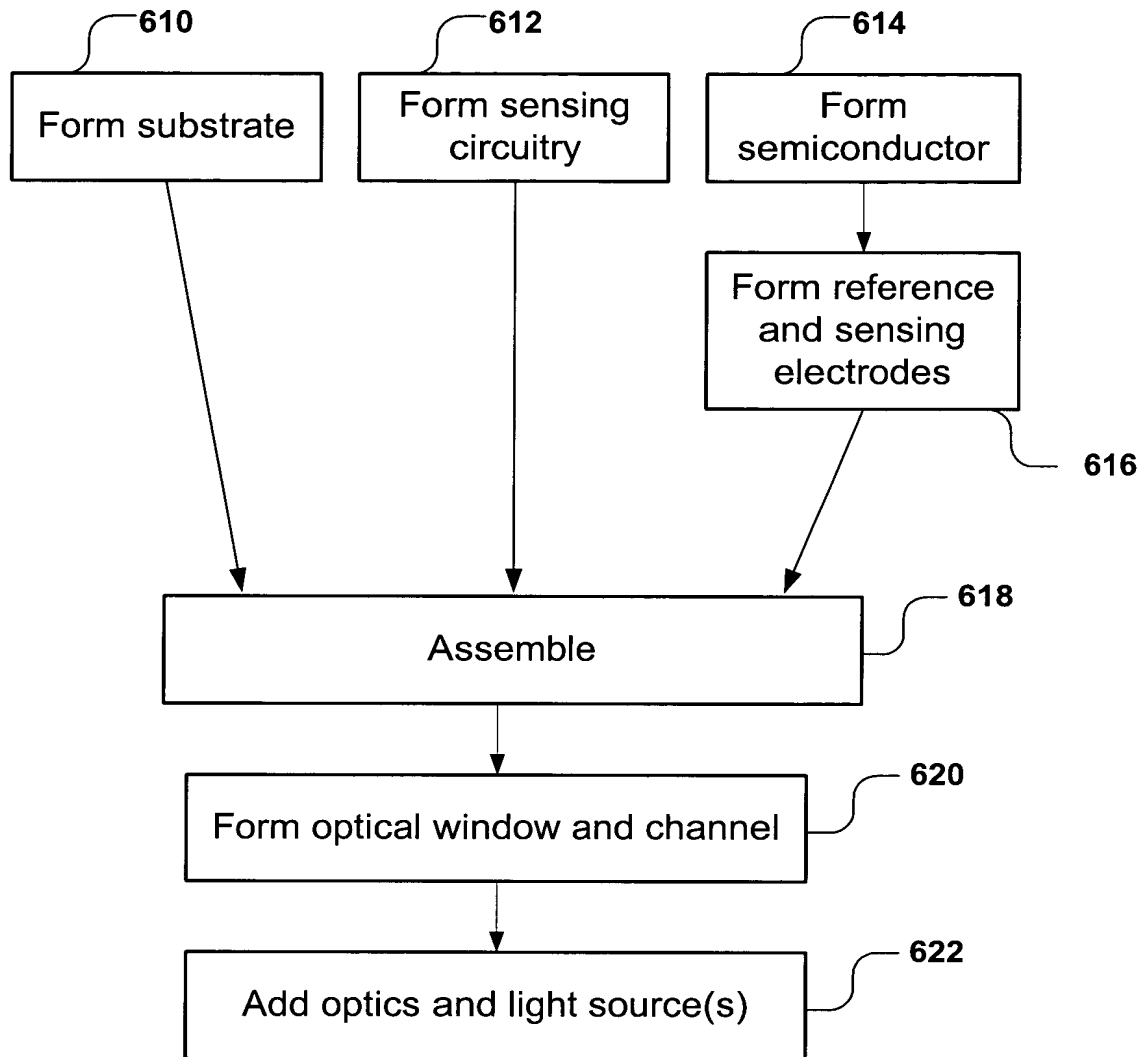 610
612
614
Form substrate
Form sensing
circuitry
Form
semiconductor
Form reference
and sensing
electrodes
616
618
Assemble
620
Form optical window and channel
622
Add optics and light source(s)